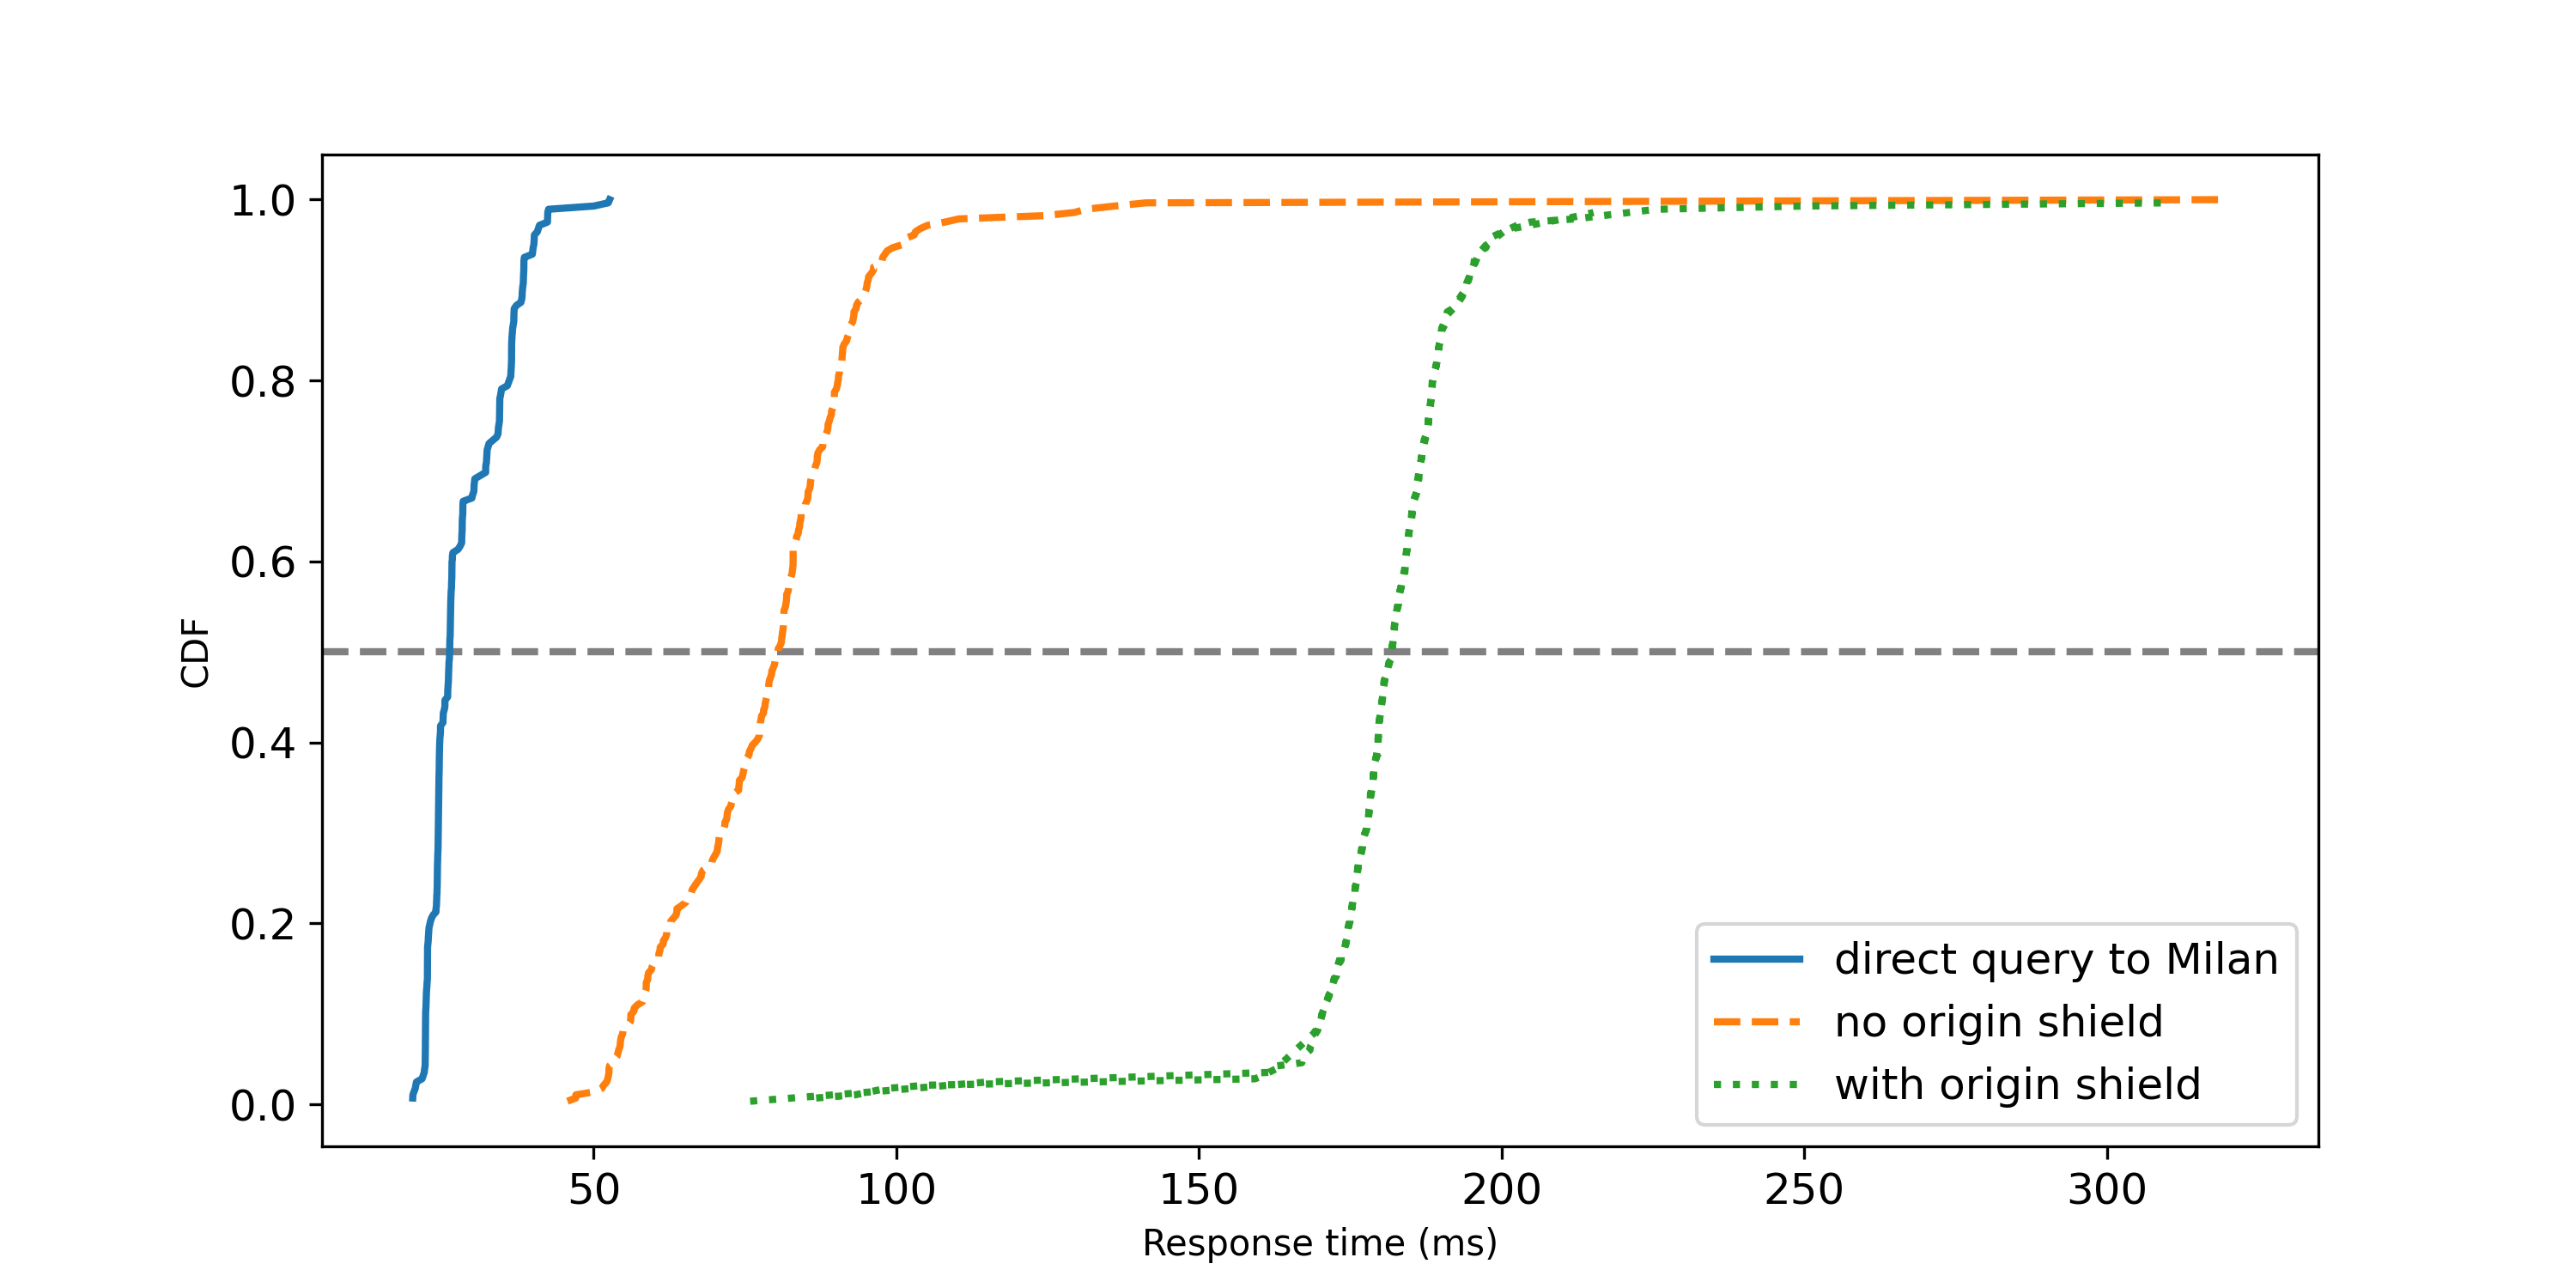 1.0
0.8
0.6
0.4
0.2
0.0
CDF
50 100 150 200 250 300
Response time (ms)
direct query to Milan
no origin shield
with origin shield